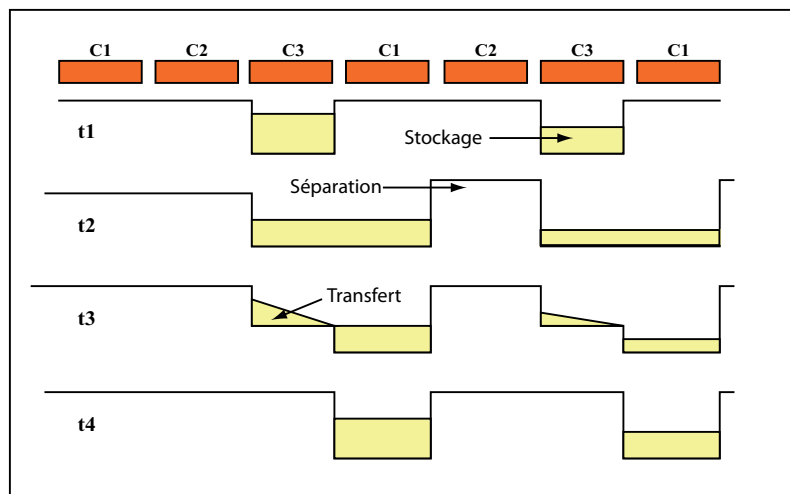 C1 C2 C3 C1 C2 C3 C1
t1
Stockage
Séparation
t2
Transfert
t3
t4